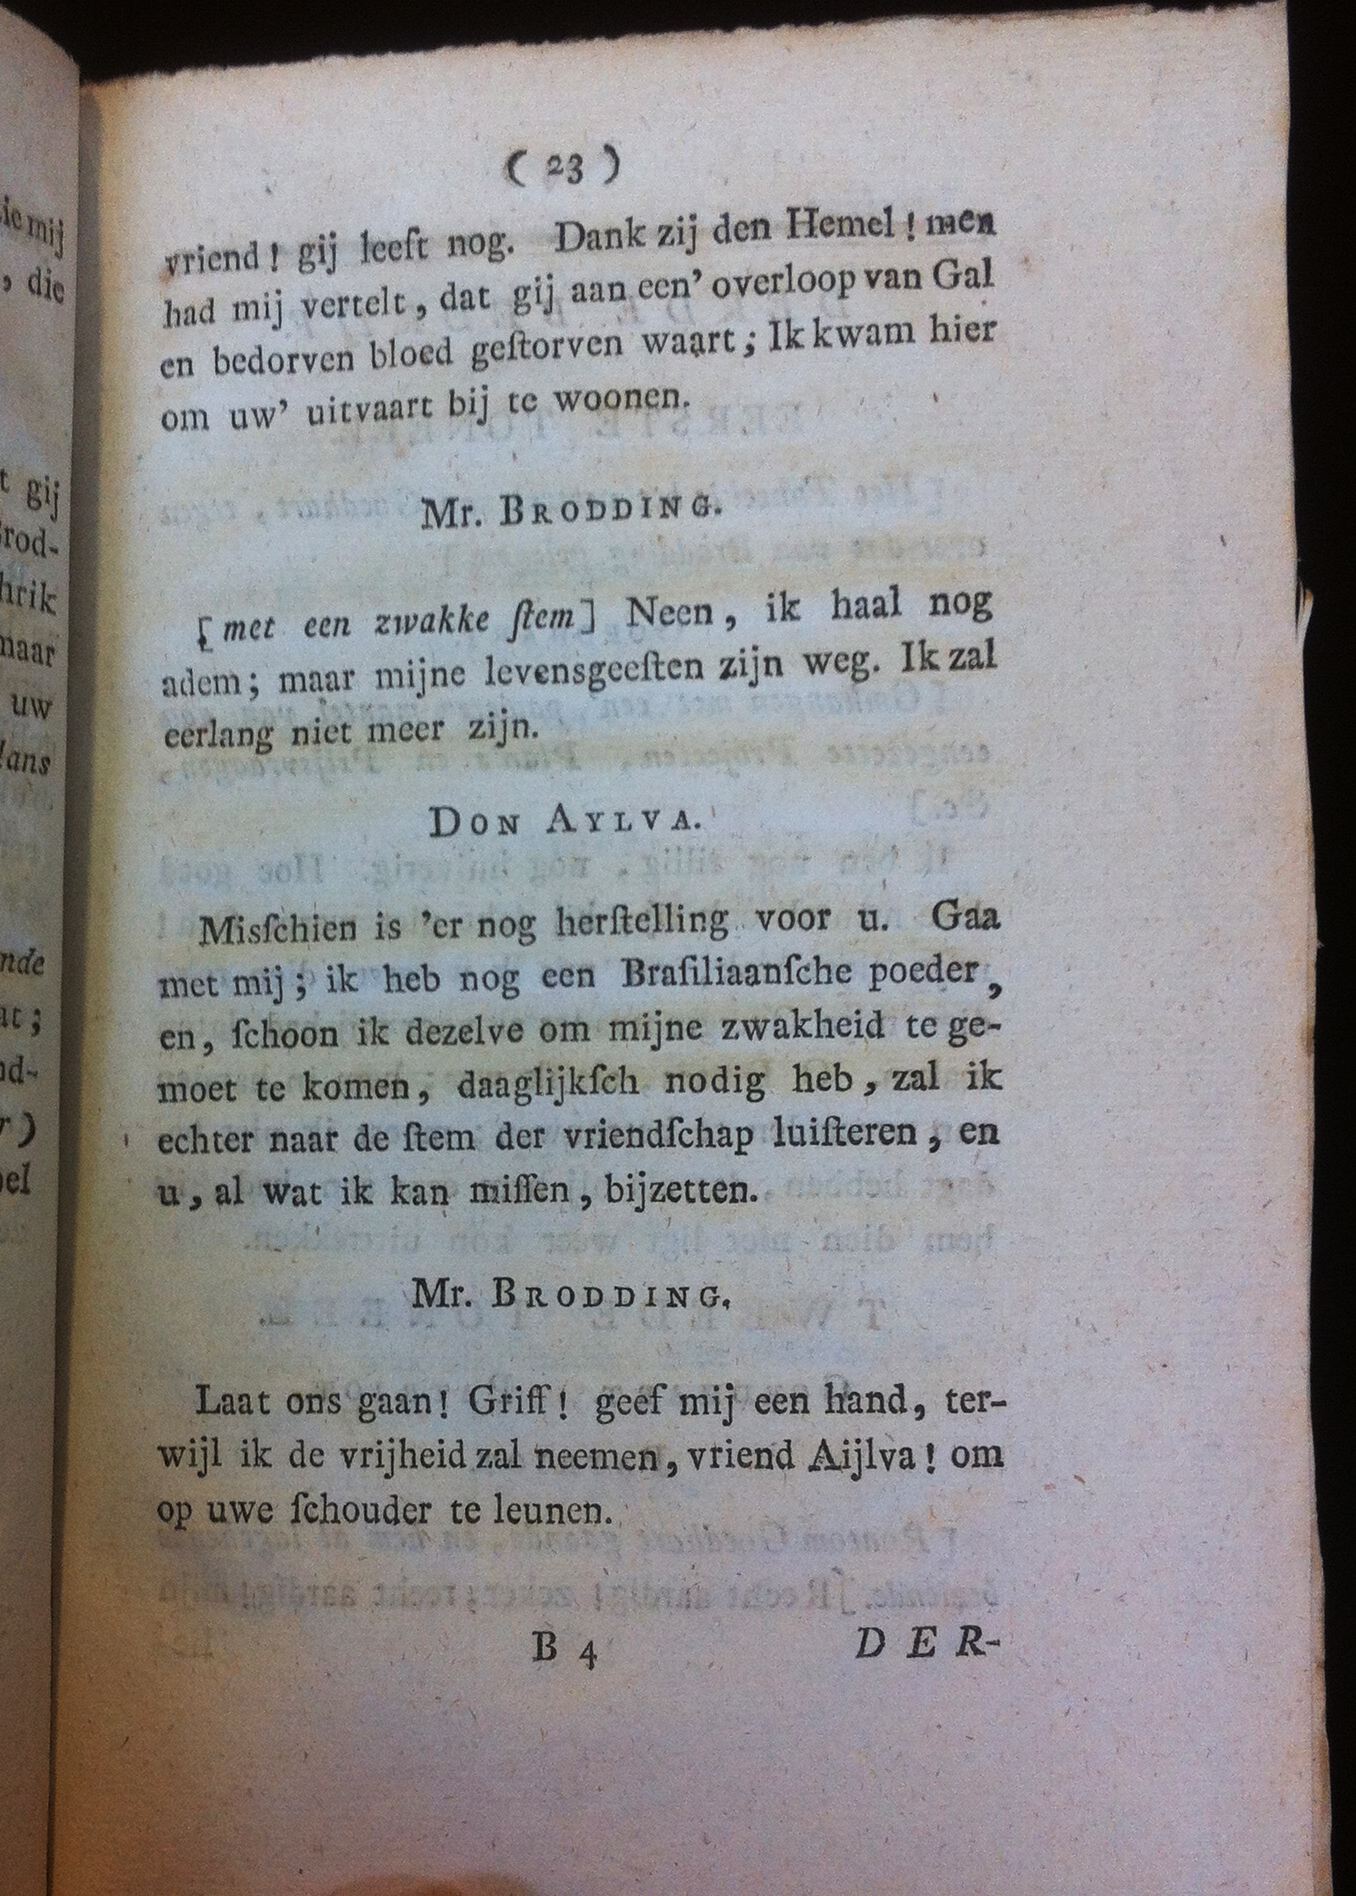 ( 23 )
vriend! gij leeft nog. Dank zij den Hemel! men
had mij vertelt, dat gij aan een' overloop van Gal
en bedorven bloed geſtorven waart; Ik kwam hier
om uw' uitvaart bij te woonen.
Mr. BRODDING.
[met een zwakke ſtem] Neen, ik haal nog
adem; maar mijne levensgeeſten zijn weg. Ik zal
eerlang niet meer zijn.
DON AYLVA.
Misſchien is 'er nog herſtelling voor u. Gaa
met mij; ik heb nog een Braſiliaanſche poeder,
en, ſchoon ik dezelve om mijne zwakheid te ge-
moet te komen, daaglijkſch nodig heb, zal ik
echter naar de ſtem der vriendſchap luiſteren, en
u, al wat ik kan miſſen, bijzetten.
Mr. BRODDING.
Laat ons gaan! Griff! geef mij een hand, ter-
wijl ik de vrijheid zal neemen, vriend Aijlva! om
op uwe ſchouder te leunen.
B 4 DER-